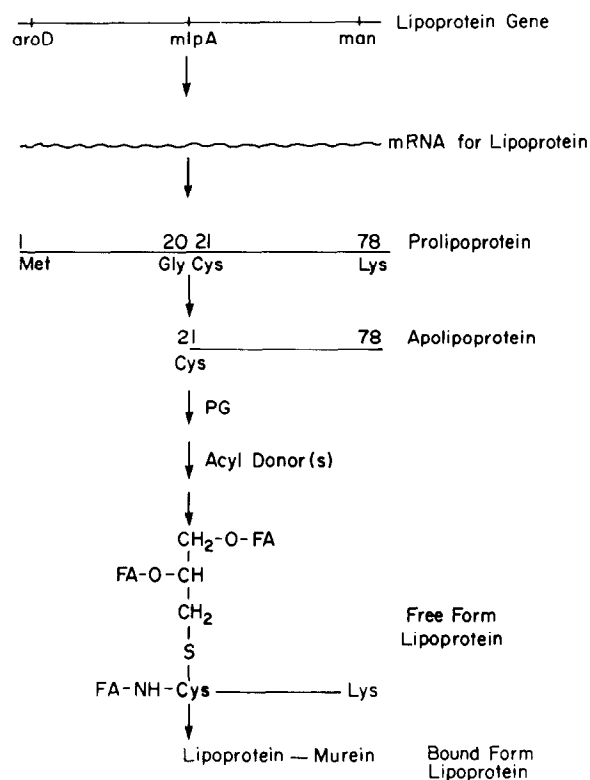 Lipoprotein Gene
aroD mlpA man
mRNA for Lipoprotein
1 20 21 78 Prolipoprotein
Met Gly Cys Lys
21 78 Apolipoprotein
Cys
PG
Acyl Donor(s)
CH2-O-FA
FA-O-CH
CH2
Free Form
Lipoprotein
S
FA-NH-Cys Lys
Lipoprotein — Murein Bound Form
Lipoprotein